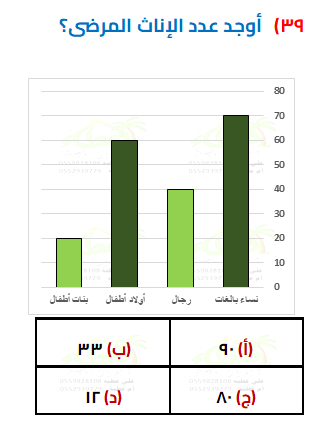 ٣٩) أوجد عدد الإناث المرضى؟
80
70
60
50
40
30
20
10
0
نساء بالغات
رجال
أولاد أطفال
بنات أطفال
(أ) ٩٠
(ب) ٣٣
(ج) ٨٠
(د) ١٢